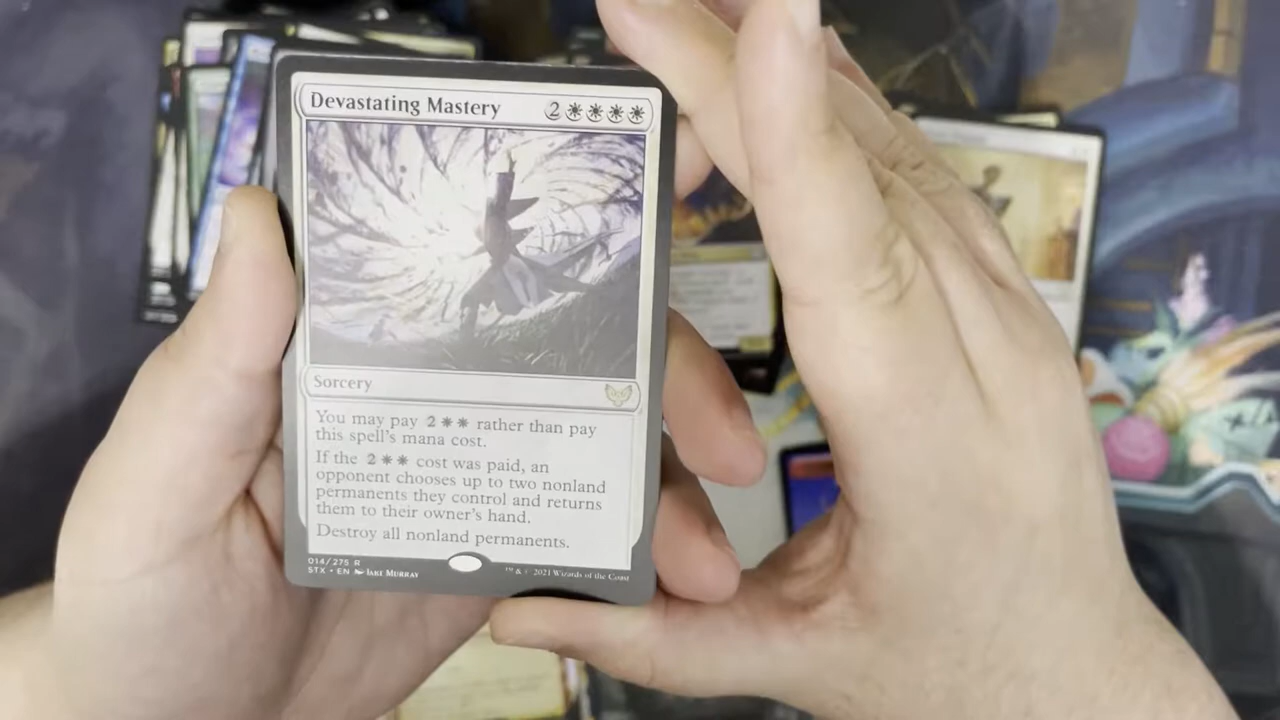 Devastating Mastery 2
Sorcery
You may pay 2 rather than pay
this spell's mana cost.
If the 2 cost was paid, an
opponent chooses up to two nonland
permanents they control and returns
them to their owner's hand.
Destroy all nonland permanents.
014/275 R
STX • EN Jake Murray
™ & © 2021 Wizards of the Coast